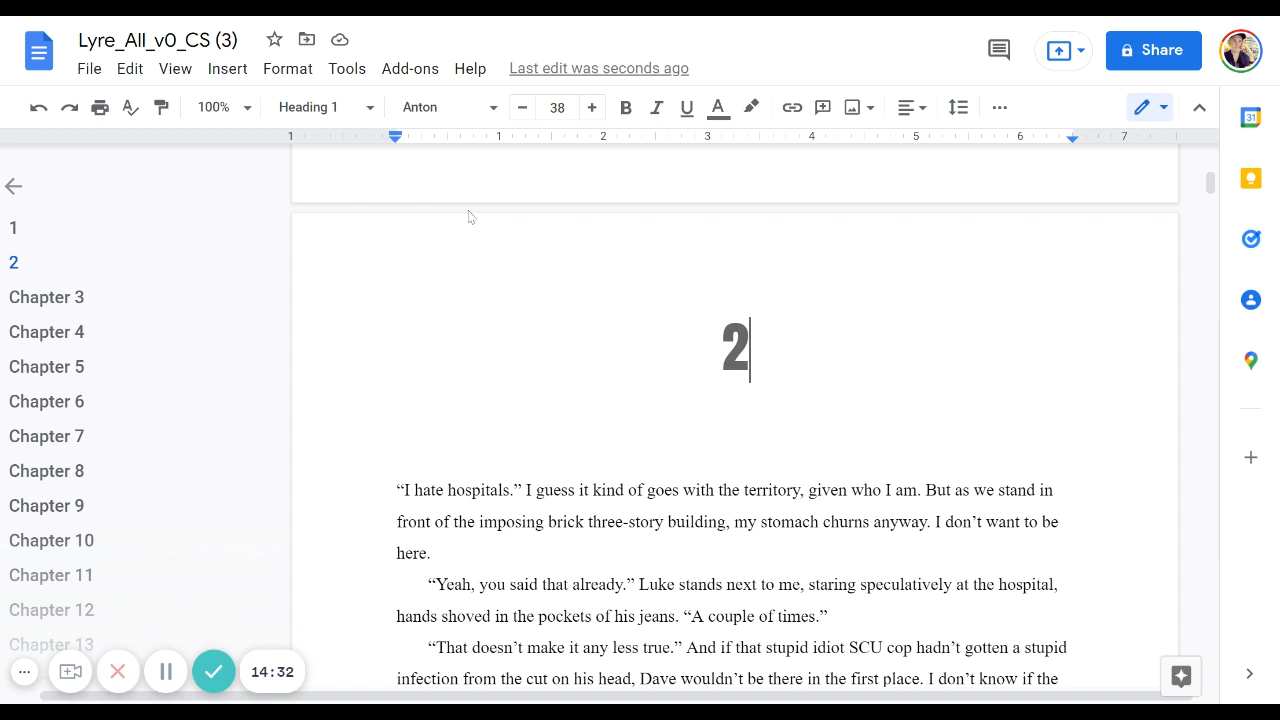 Lyre_All_v0_CS (3)
File Edit View Insert Format Tools Add-ons Help Last edit was seconds ago
Share
100% Heading 1 Anton 38 B I U A
1 1 2 3 4 5 6 7
31
1
2
Chapter 3
Chapter 4
Chapter 5
Chapter 6
Chapter 7
Chapter 8
Chapter 9
Chapter 10
Chapter 11
Chapter 12
Chapter 13
14:32
2
“I hate hospitals.” I guess it kind of goes with the territory, given who I am. But as we stand in
front of the imposing brick three-story building, my stomach churns anyway. I don’t want to be
here.
“Yeah, you said that already.” Luke stands next to me, staring speculatively at the hospital,
hands shoved in the pockets of his jeans. “A couple of times.”
“That doesn’t make it any less true.” And if that stupid idiot SCU cop hadn’t gotten a stupid
infection from the cut on his head, Dave wouldn’t be there in the first place. I don’t know if the